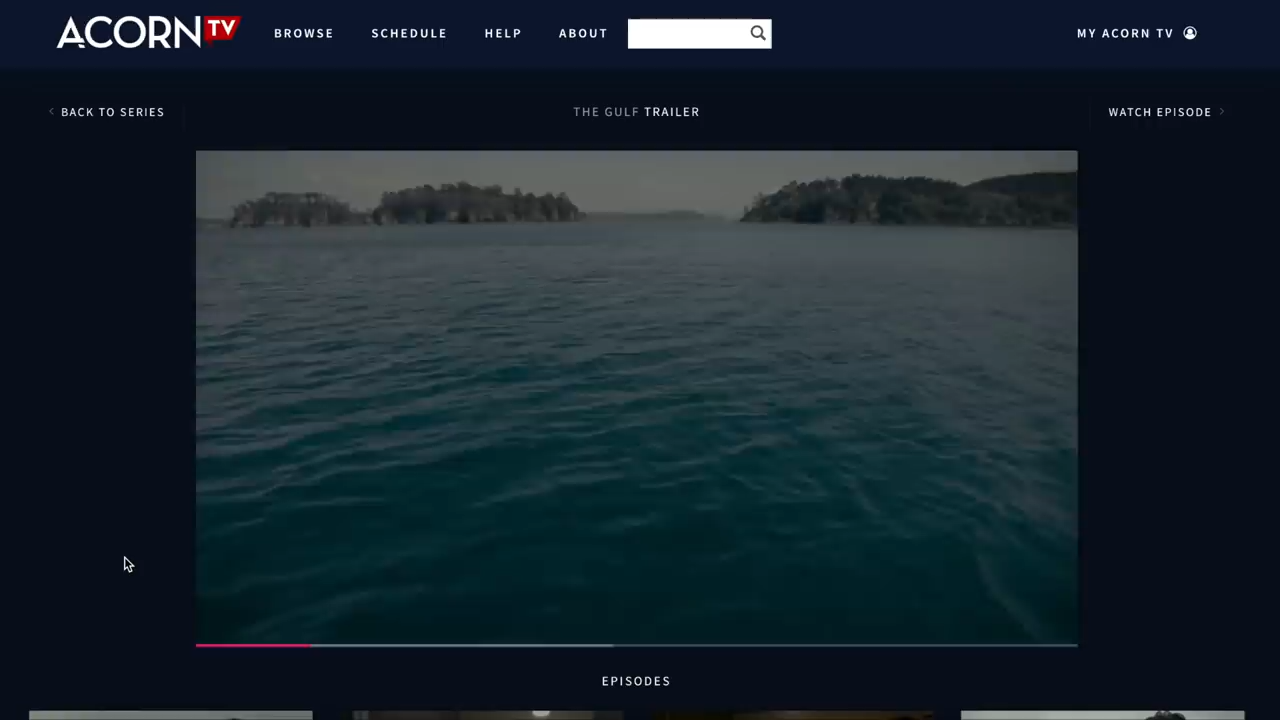 ACORN TV
BROWSE
SCHEDULE
HELP
ABOUT
MY ACORN TV
BACK TO SERIES
THE GULF TRAILER
WATCH EPISODE
EPISODES